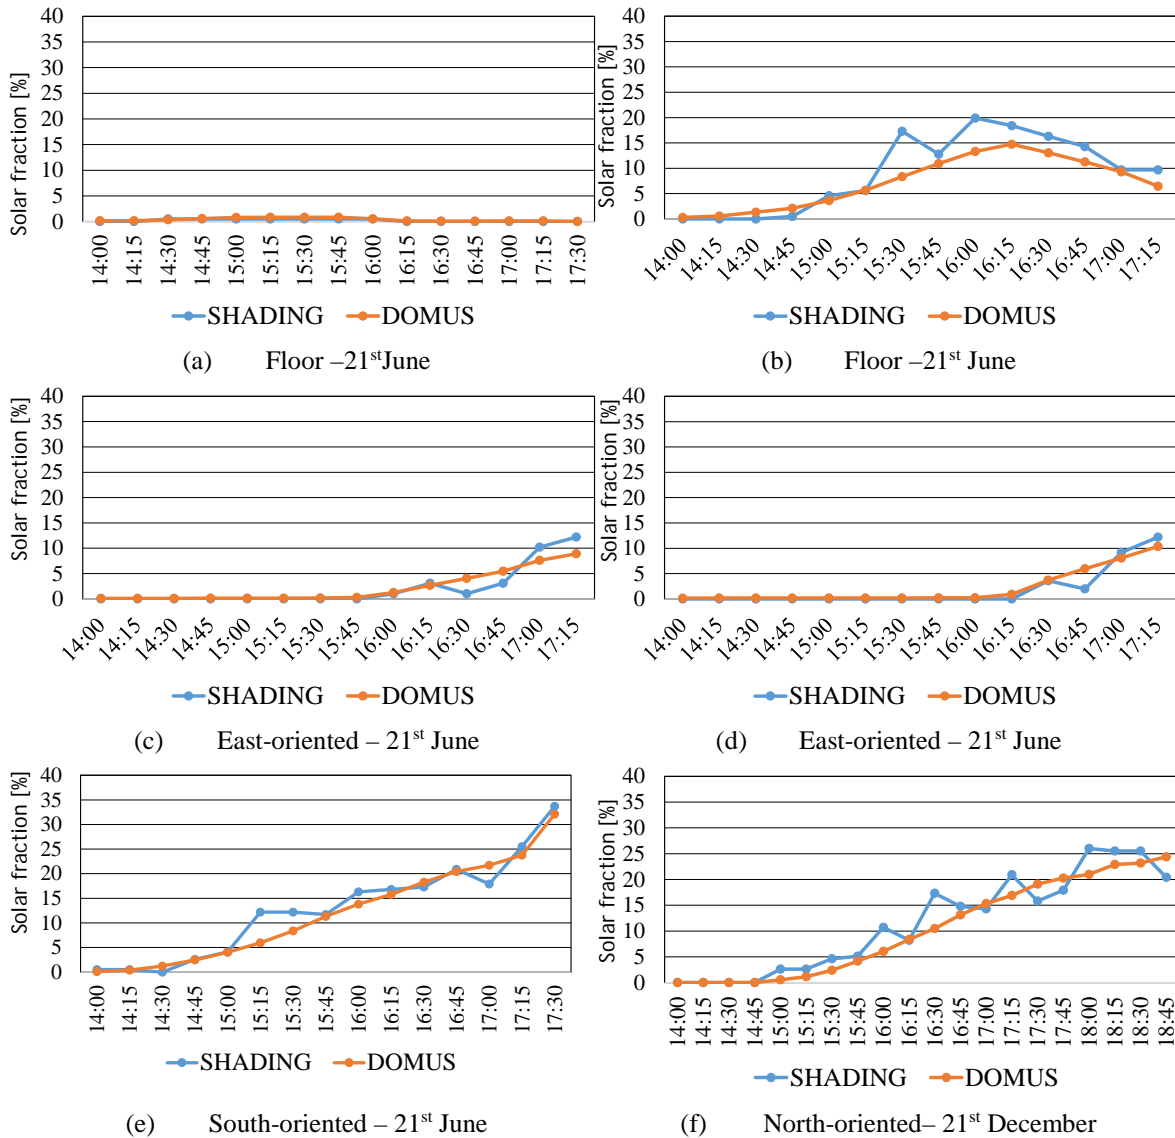 Solar fraction [%]
40
35
30
25
20
15
10
5
0
14:00 14:15 14:30 14:45 15:00 15:15 15:30 15:45 16:00 16:15 16:30 16:45 17:00 17:15 17:30
SHADING DOMUS
(a) Floor –21stJune
Solar fraction [%]
40
35
30
25
20
15
10
5
0
14:00 14:15 14:30 14:45 15:00 15:15 15:30 15:45 16:00 16:15 16:30 16:45 17:00 17:15
SHADING DOMUS
(b) Floor –21st June
Solar fraction [%]
40
35
30
25
20
15
10
5
0
14:00 14:15 14:30 14:45 15:00 15:15 15:30 15:45 16:00 16:15 16:30 16:45 17:00 17:15
SHADING DOMUS
(c) East-oriented – 21st June
Solar fraction [%]
40
35
30
25
20
15
10
5
0
14:00 14:15 14:30 14:45 15:00 15:15 15:30 15:45 16:00 16:15 16:30 16:45 17:00 17:15
SHADING DOMUS
(d) East-oriented – 21st June
Solar fraction [%]
40
35
30
25
20
15
10
5
0
14:00 14:15 14:30 14:45 15:00 15:15 15:30 15:45 16:00 16:15 16:30 16:45 17:00 17:15 17:30
SHADING DOMUS
(e) South-oriented – 21st June
Solar fraction [%]
40
35
30
25
20
15
10
5
0
14:00 14:15 14:30 14:45 15:00 15:15 15:30 15:45 16:00 16:15 16:30 16:45 17:00 17:15 17:30 17:45 18:00 18:15 18:30 18:45
SHADING DOMUS
(f) North-oriented– 21st December